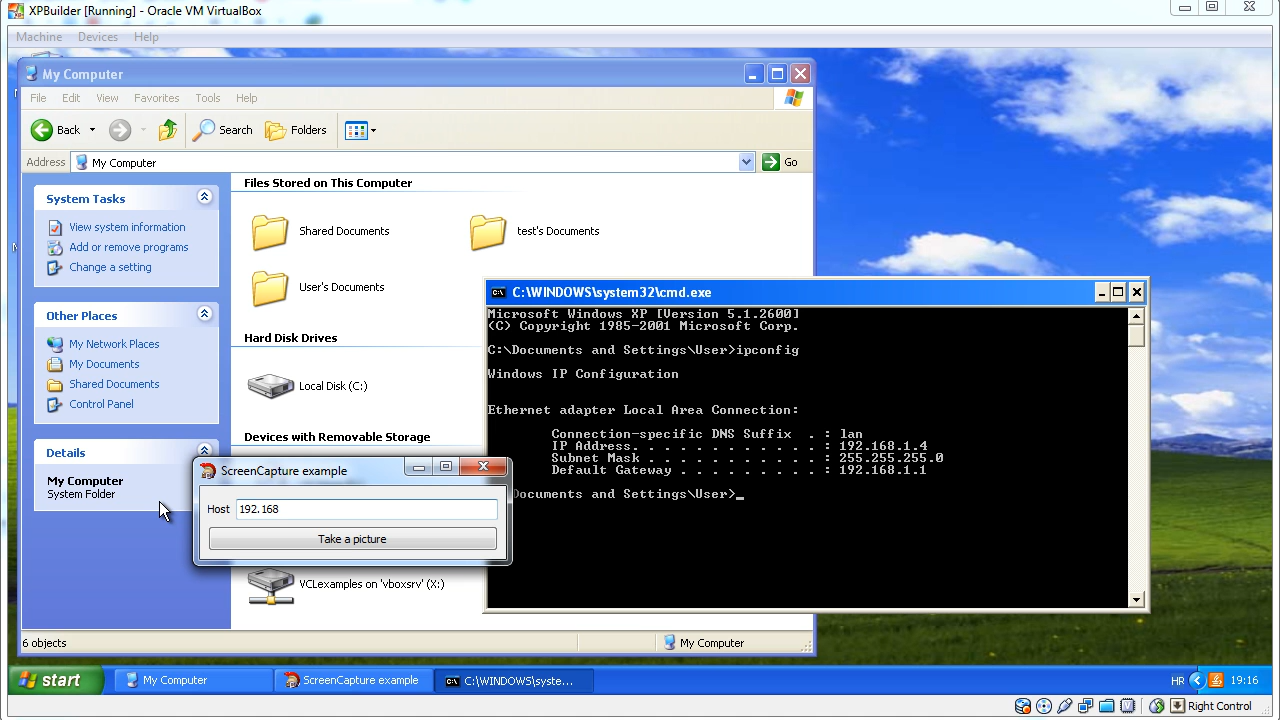 XPBuilder [Running] - Oracle VM VirtualBox
Machine Devices Help
My Computer
File Edit View Favorites Tools Help
Back Search Folders
Address My Computer Go
System Tasks
View system information
Add or remove programs
Change a setting
Other Places
My Network Places
My Documents
Shared Documents
Control Panel
Details
My Computer
System Folder
Files Stored on This Computer
Shared Documents
test's Documents
User's Documents
Hard Disk Drives
Local Disk (C:)
Devices with Removable Storage
VCLexamples on 'vboxsrv' (X:)
6 objects
My Computer
ScreenCapture example
Host 192.168
Take a picture
C:\WINDOWS\system32\cmd.exe
Microsoft Windows XP [Version 5.1.2600]
(C) Copyright 1985-2001 Microsoft Corp.
C:\Documents and Settings\User>ipconfig
Windows IP Configuration
Ethernet adapter Local Area Connection:
Connection-specific DNS Suffix . : lan
IP Address. . . . . . . . . . . . : 192.168.1.4
Subnet Mask . . . . . . . . . . . : 255.255.255.0
Default Gateway . . . . . . . . . : 192.168.1.1
Documents and Settings\User>_
start
My Computer
ScreenCapture example
C:\WINDOWS\syste...
HR
19:16
Right Control